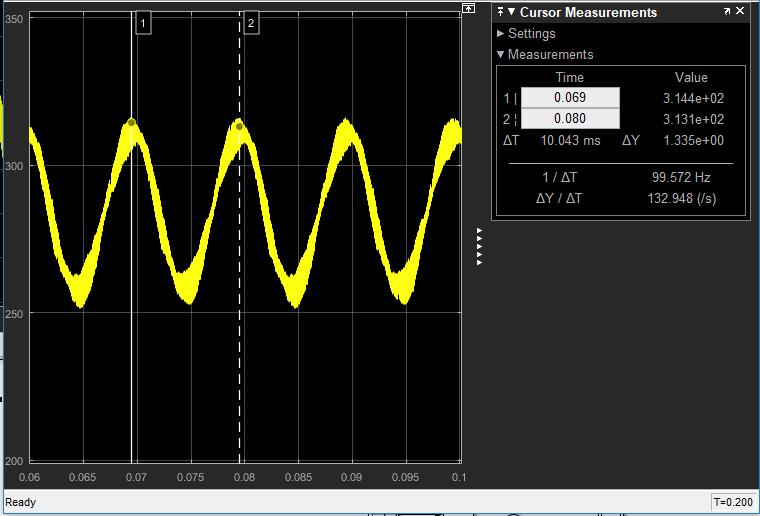 350
300
250
200
0.06 0.065 0.07 0.075 0.08 0.085 0.09 0.095 0.1
1
2
Cursor Measurements
Settings
Measurements
Time Value
1 | 0.069 3.144e+02
2 ¦ 0.080 3.131e+02
ΔT 10.043 ms ΔY 1.335e+00
1 / ΔT 99.572 Hz
ΔY / ΔT 132.948 (/s)
Ready T=0.200